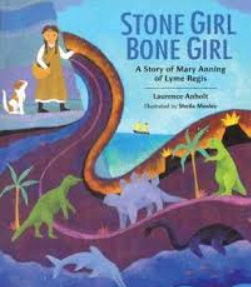 STONE GIRL
BONE GIRL
A Story of Mary Anning
of Lyme Regis
Laurence Anholt
Illustrated by Sheila Moxley